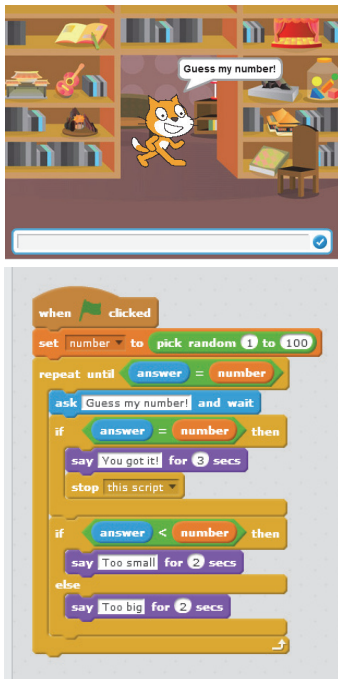 Guess my number!
when clicked
set number to pick random 1 to 100
repeat until answer = number
ask Guess my number! and wait
if answer = number then
say You got it! for 3 secs
stop this script
if answer < number then
say Too small for 2 secs
else
say Too big for 2 secs